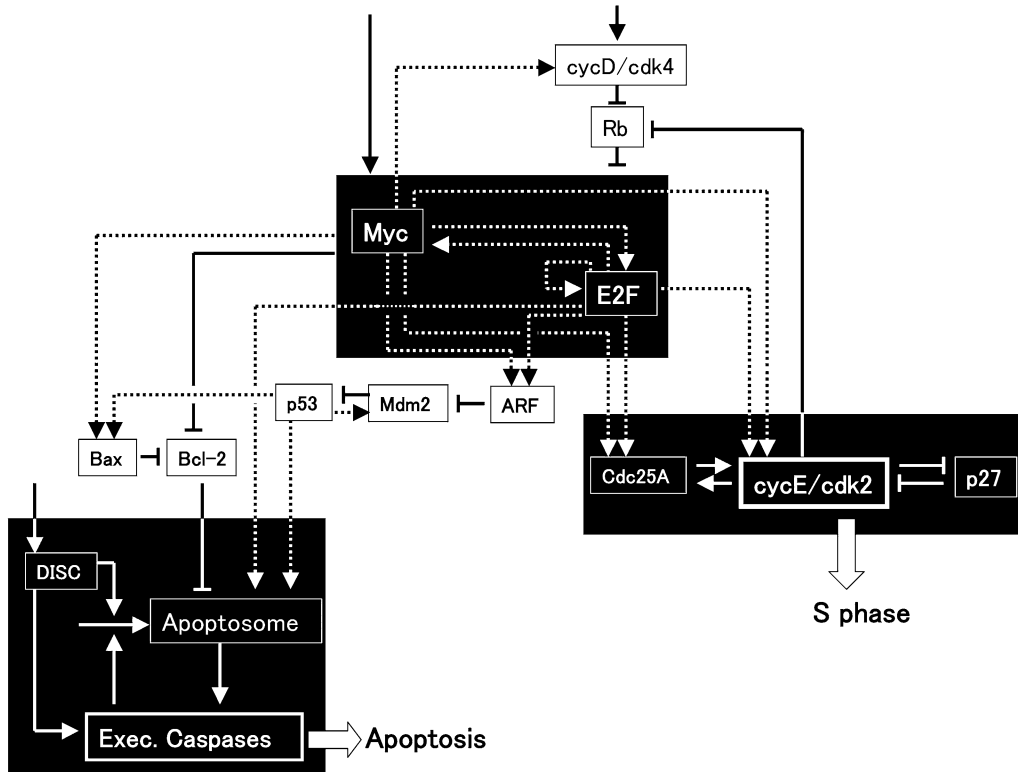 cycD/cdk4
Rb
Myc
E2F
p53
Mdm2
ARF
Bax
Bcl-2
Cdc25A
cycE/cdk2
p27
DISC
Apoptosome
S phase
Exec. Caspases
Apoptosis